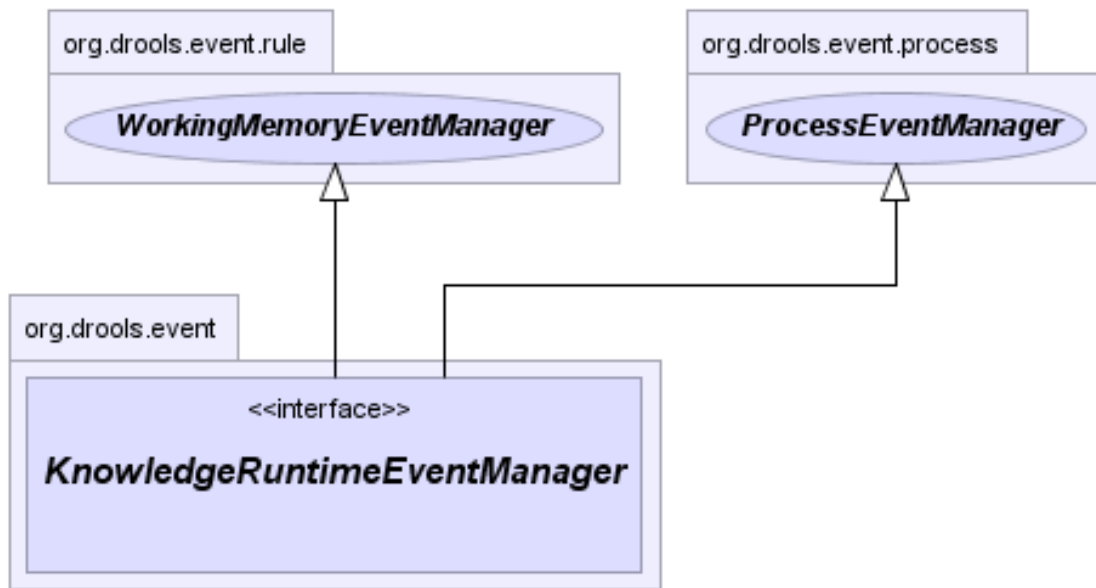 org.drools.event.rule
WorkingMemoryEventManager
org.drools.event.process
ProcessEventManager
org.drools.event
<<interface>>
KnowledgeRuntimeEventManager